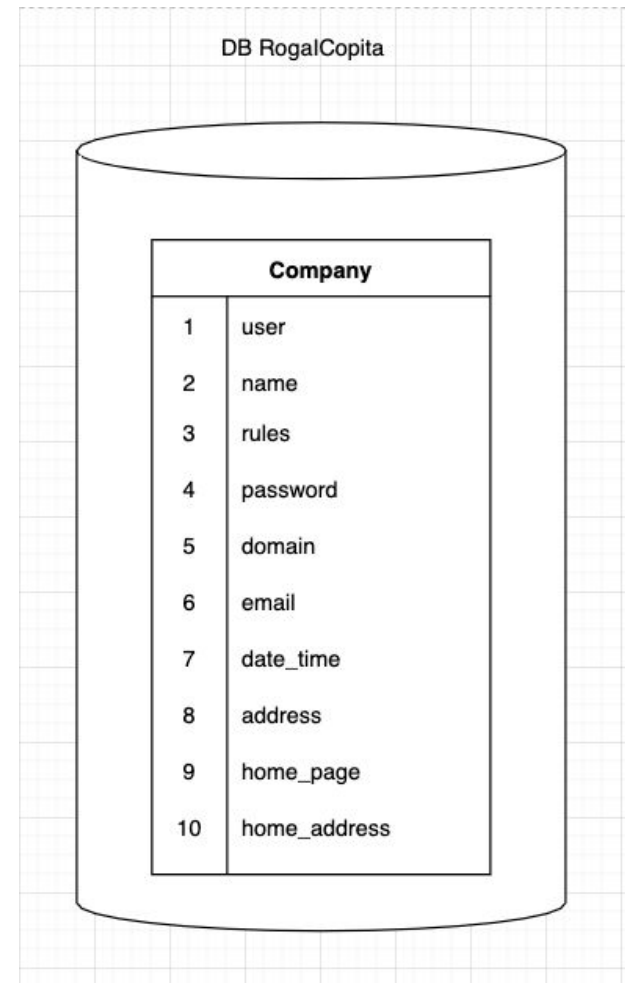 DB RogalCopita
Company
1 user
2 name
3 rules
4 password
5 domain
6 email
7 date_time
8 address
9 home_page
10 home_address